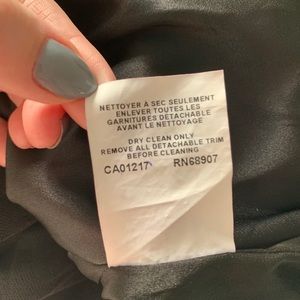 NETTOYER A SEC SEULEMENT
ENLEVER TOUTES LES
GARNITURES DETACHABLE
AVANT LE NETTOYAGE
DRY CLEAN ONLY
REMOVE ALL DETACHABLE TRIM
BEFORE CLEANING
CA01217 RN68907